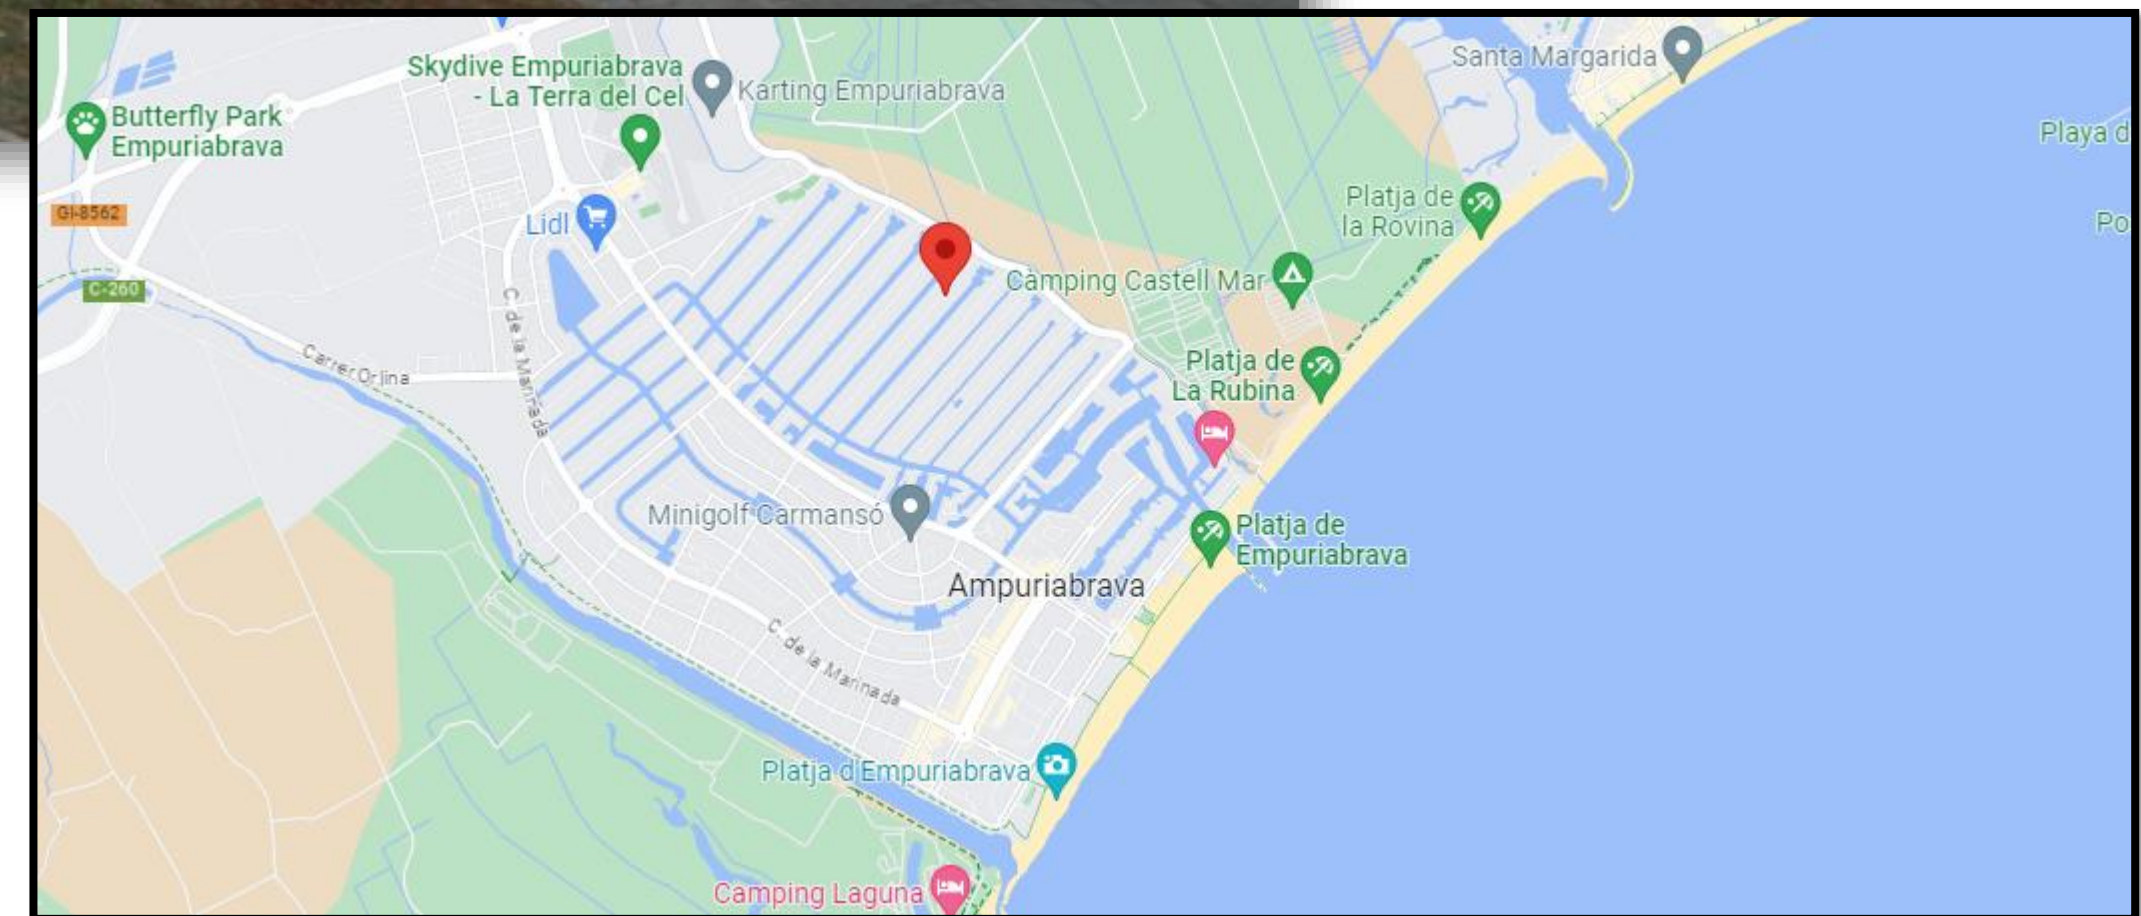 Santa Margarida
Skydive Empuriabrava
- La Terra del Cel
Karting Empuriabrava
Butterfly Park
Empuriabrava
Playa d
GI-8562
Lidl
Platja de
la Rovina
Po
C-260
Càmping Castell Mar
C. de la Marinada
Carrer Orlina
Platja de
La Rubina
Minigolf Carmansó
Platja de
Empuriabrava
Ampuriabrava
C. de la Marinada
Platja d'Empuriabrava
Camping Laguna